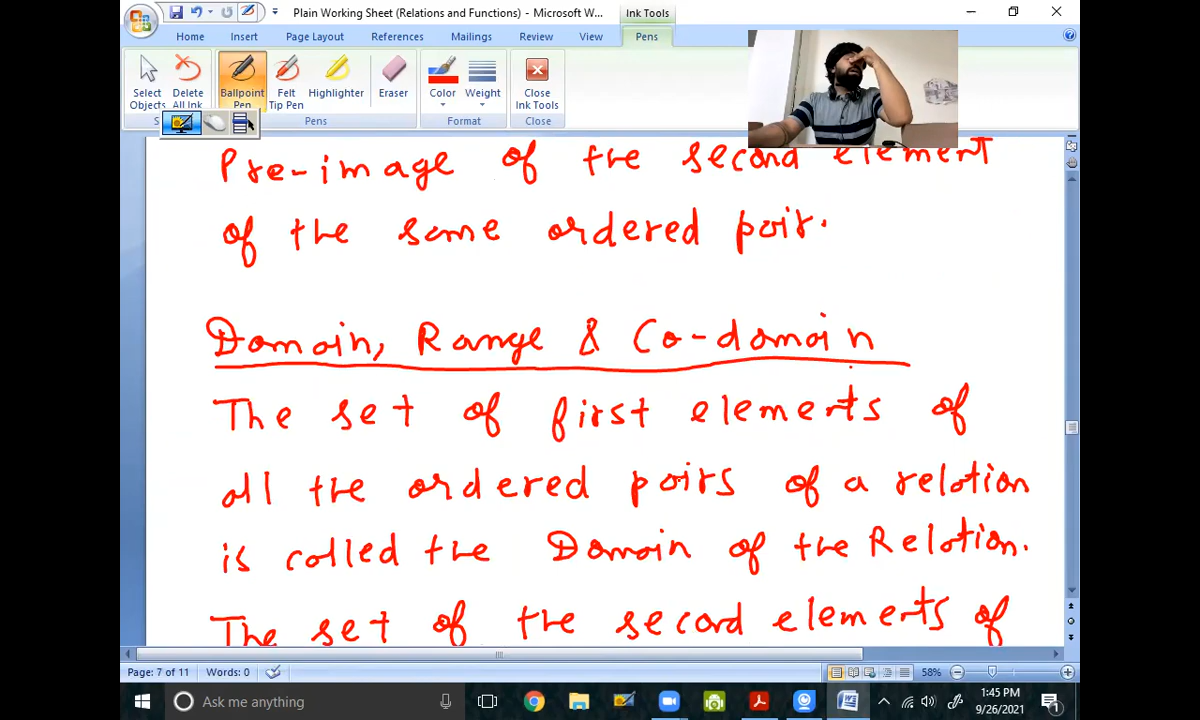 Plain Working Sheet (Relations and Functions) - Microsoft W...
Ink Tools
Home Insert Page Layout References Mailings Review View Pens
Select Objects
Delete All Ink
Ballpoint Pen
Felt Tip Pen
Highlighter
Eraser
Color
Weight
Close Ink Tools
Pens
Format
Close
Pre-image of the second element
of the same ordered pair.
Domain, Range & Co-domain
The set of first elements of
all the ordered pairs of a relation
is called the Domain of the Relation.
The set of the second elements of
Page: 7 of 11 Words: 0 58%
Ask me anything
1:45 PM
9/26/2021